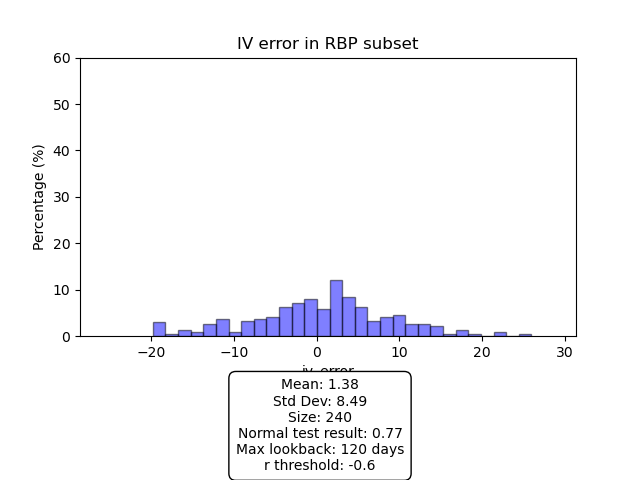 IV error in RBP subset
60
50
40
30
20
10
0
Percentage (%)
−20 −10 0 10 20 30
iv_error
Mean: 1.38
Std Dev: 8.49
Size: 240
Normal test result: 0.77
Max lookback: 120 days
r threshold: -0.6